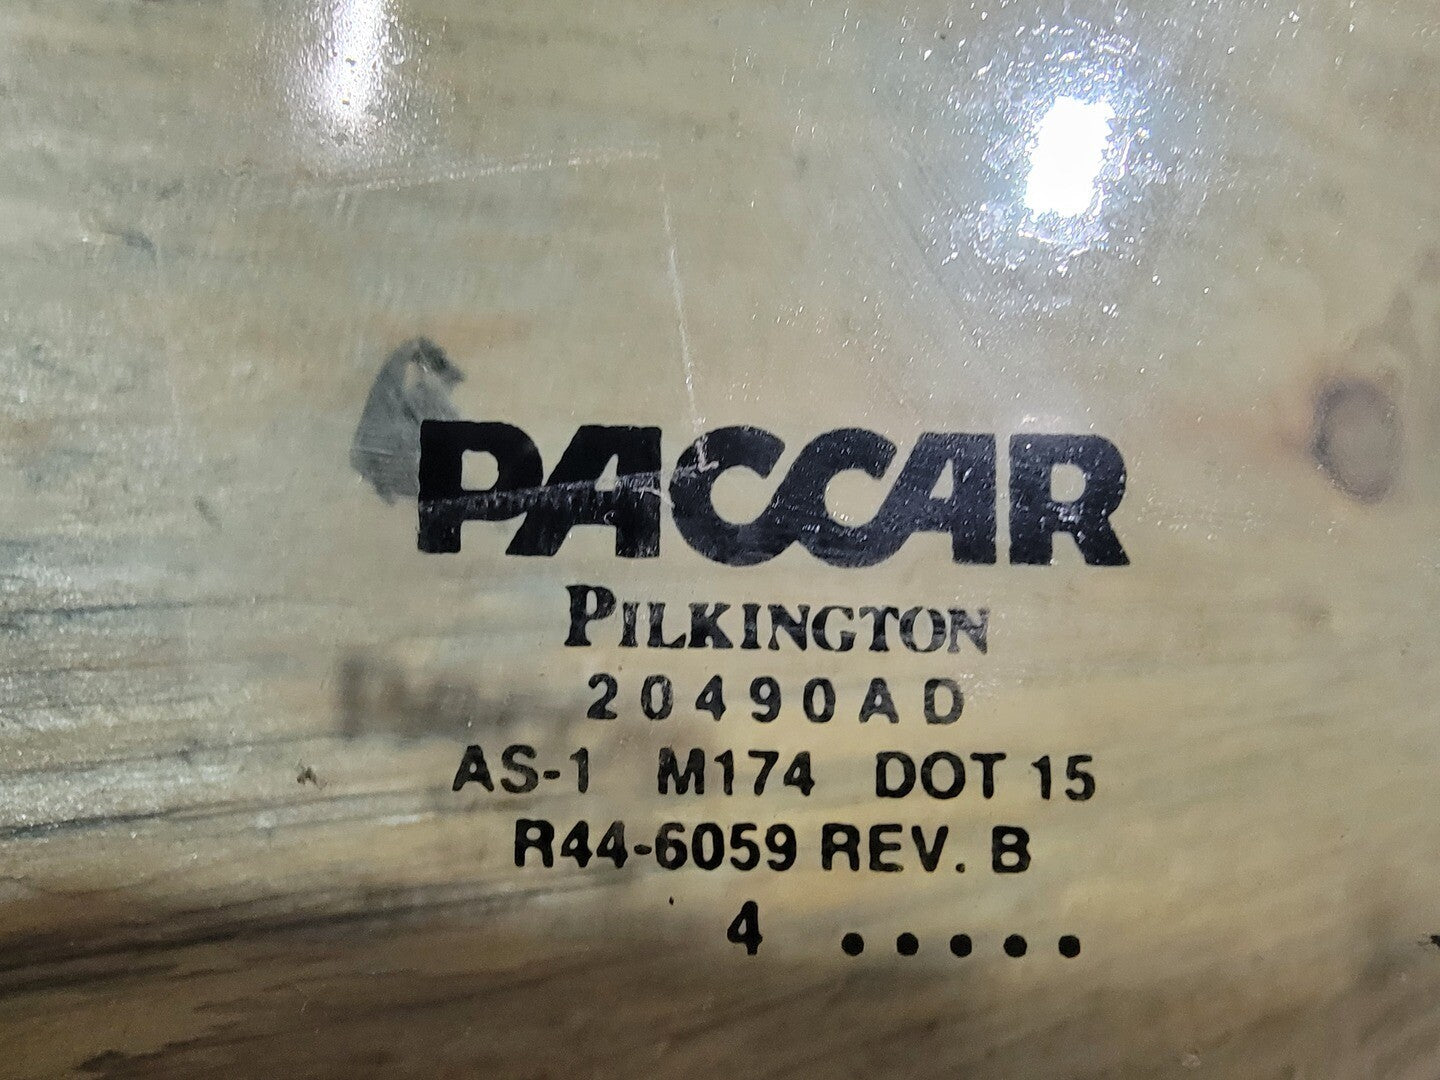 PACCAR
PILKINGTON
20490AD
AS-1 M174 DOT 15
R44-6059 REV. B
4 •••••